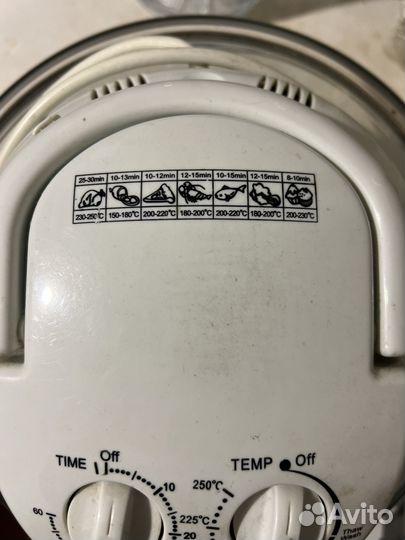 25-30min 10-13min 10-12min 12-15min 10-15min 12-15min 8-10min
230-250°C 150-180°C 200-220°C 180-200°C 200-220°C 180-200°C 200-230°C
TIME Off TEMP Off
60 10 250°C
20 225°C
Thaw
Wash
Avito